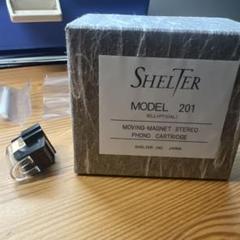 SHELTER
MODEL 201
(ELLIPTICAL)
MOVING-MAGNET STEREO
PHONO CARTRIDGE
SHELTER INC. JAPAN